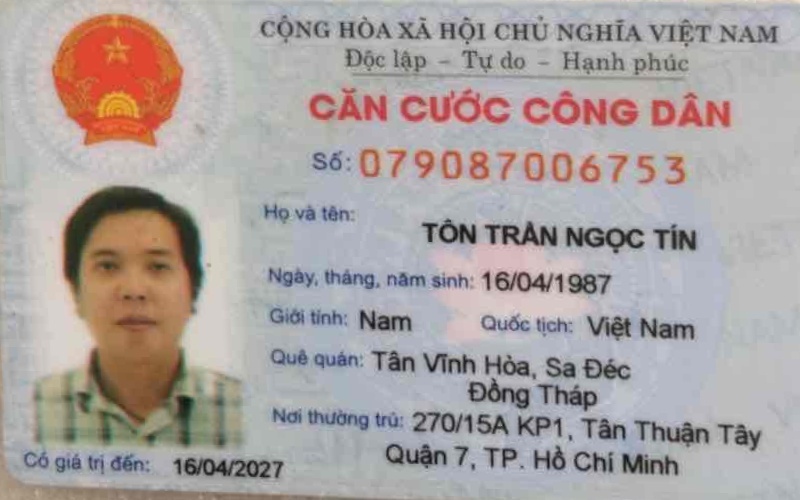 CỘNG HÒA XÃ HỘI CHỦ NGHĨA VIỆT NAM
Độc lập – Tự do – Hạnh phúc
CĂN CƯỚC CÔNG DÂN
Số: 079087006753
Họ và tên: TÔN TRẦN NGỌC TÍN
Ngày, tháng, năm sinh: 16/04/1987
Giới tính: Nam Quốc tịch: Việt Nam
Quê quán: Tân Vĩnh Hòa, Sa Đéc
Đồng Tháp
Nơi thường trú: 270/15A KP1, Tân Thuận Tây
Quận 7, TP. Hồ Chí Minh
Có giá trị đến: 16/04/2027